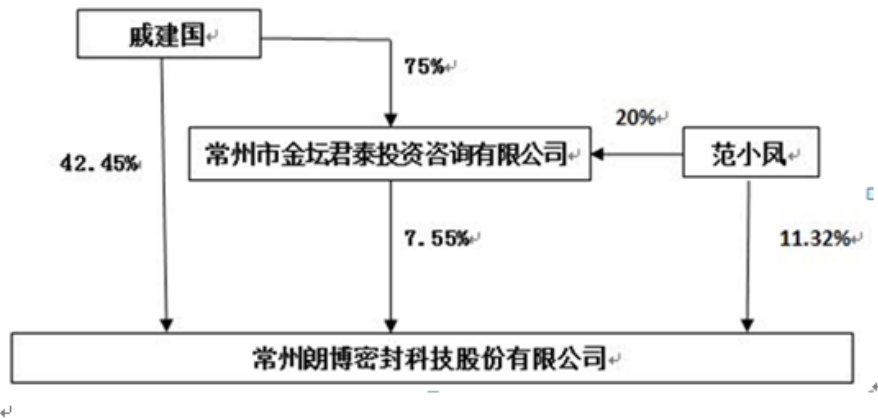 戚建国
75%
20%
42.45%
常州市金坛君泰投资咨询有限公司
范小凤
7.55%
11.32%
常州朗博密封科技股份有限公司